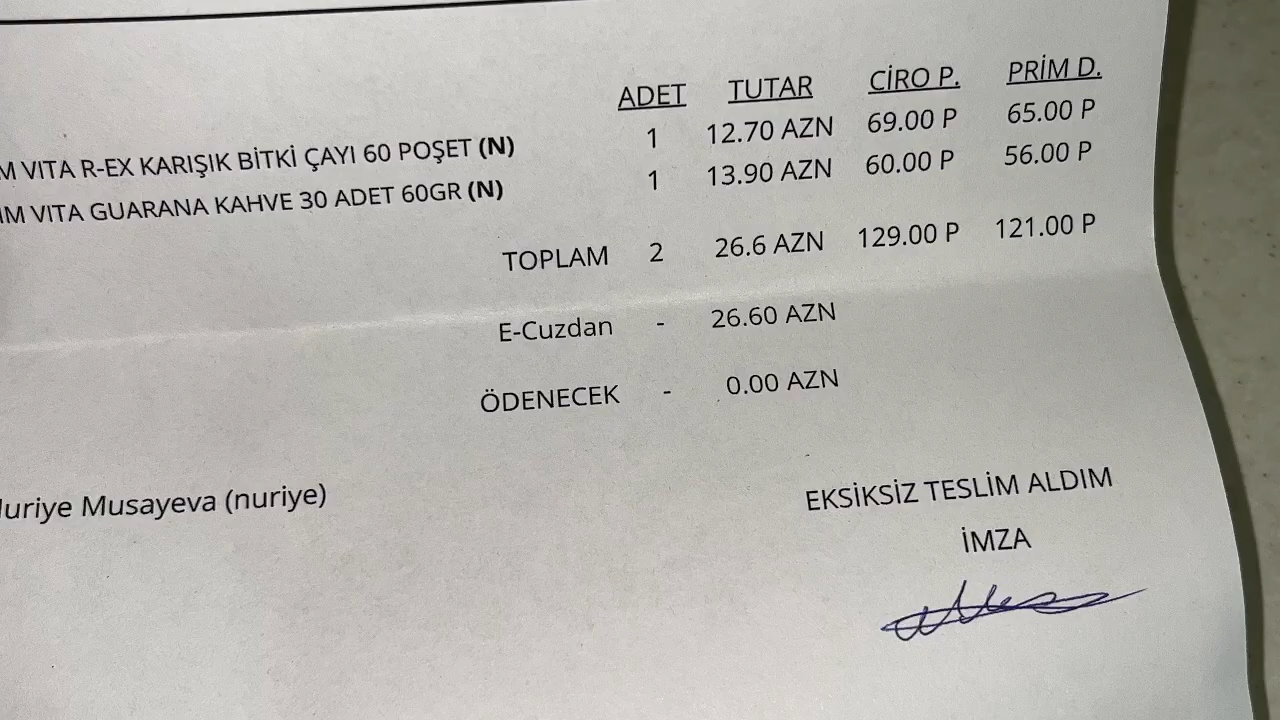 ADET TUTAR CİRO P. PRİM D.
VITA R-EX KARIŞIK BİTKİ ÇAYI 60 POŞET (N) 1 12.70 AZN 69.00 P 65.00 P
VITA GUARANA KAHVE 30 ADET 60GR (N) 1 13.90 AZN 60.00 P 56.00 P
TOPLAM 2 26.6 AZN 129.00 P 121.00 P
E-Cuzdan - 26.60 AZN
ÖDENECEK - 0.00 AZN
Musayeva (nuriye)
EKSİKSİZ TESLİM ALDIM
İMZA